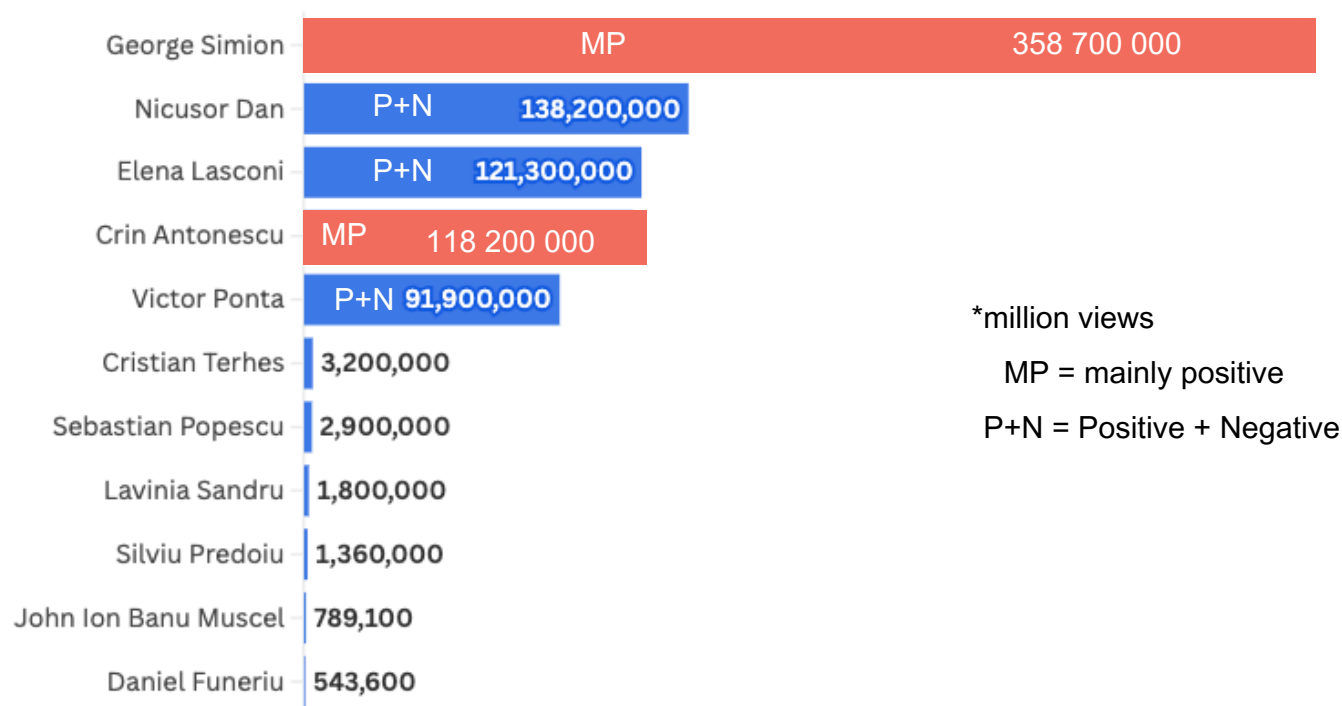 George Simion MP 358 700 000
Nicusor Dan P+N 138,200,000
Elena Lasconi P+N 121,300,000
Crin Antonescu MP 118 200 000
Victor Ponta P+N 91,900,000
*million views
Cristian Terhes 3,200,000
MP = mainly positive
Sebastian Popescu 2,900,000
P+N = Positive + Negative
Lavinia Sandru 1,800,000
Silviu Predoiu 1,360,000
John Ion Banu Muscel 789,100
Daniel Funeriu 543,600